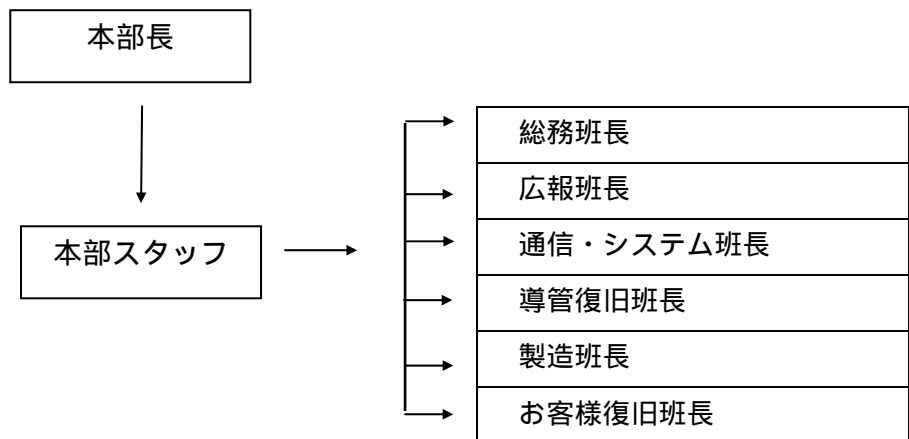 本部長
本部スタッフ
総務班長
広報班長
通信・システム班長
導管復旧班長
製造班長
お客様復旧班長